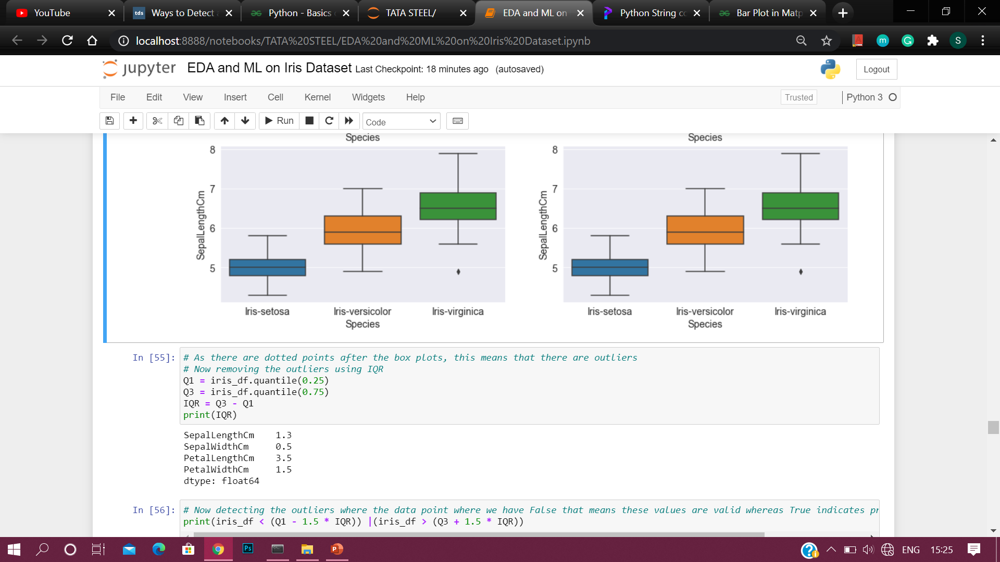 YouTube
tds Ways to Detect
Python - Basics
TATA STEEL/
EDA and ML on
Python String co
Bar Plot in Matp
localhost:8888/notebooks/TATA%20STEEL/EDA%20and%20ML%20on%20Iris%20Dataset.ipynb
m
G
S
jupyter EDA and ML on Iris Dataset Last Checkpoint: 18 minutes ago (autosaved)
Logout
File Edit View Insert Cell Kernel Widgets Help
Trusted Python 3
Run
Code
Species Species
8 8
7 7
6 6
5 5
SepalLengthCm SepalLengthCm
Iris-setosa Iris-versicolor Iris-virginica Iris-setosa Iris-versicolor Iris-virginica
Species Species
In [55]: # As there are dotted points after the box plots, this means that there are outliers
# Now removing the outliers using IQR
Q1 = iris_df.quantile(0.25)
Q3 = iris_df.quantile(0.75)
IQR = Q3 - Q1
print(IQR)
SepalLengthCm 1.3
SepalWidthCm 0.5
PetalLengthCm 3.5
PetalWidthCm 1.5
dtype: float64
In [56]: # Now detecting the outliers where the data point where we have False that means these values are valid whereas True indicates pr
print(iris_df < (Q1 - 1.5 * IQR)) |(iris_df > (Q3 + 1.5 * IQR))
Ps
P
ENG 15:25